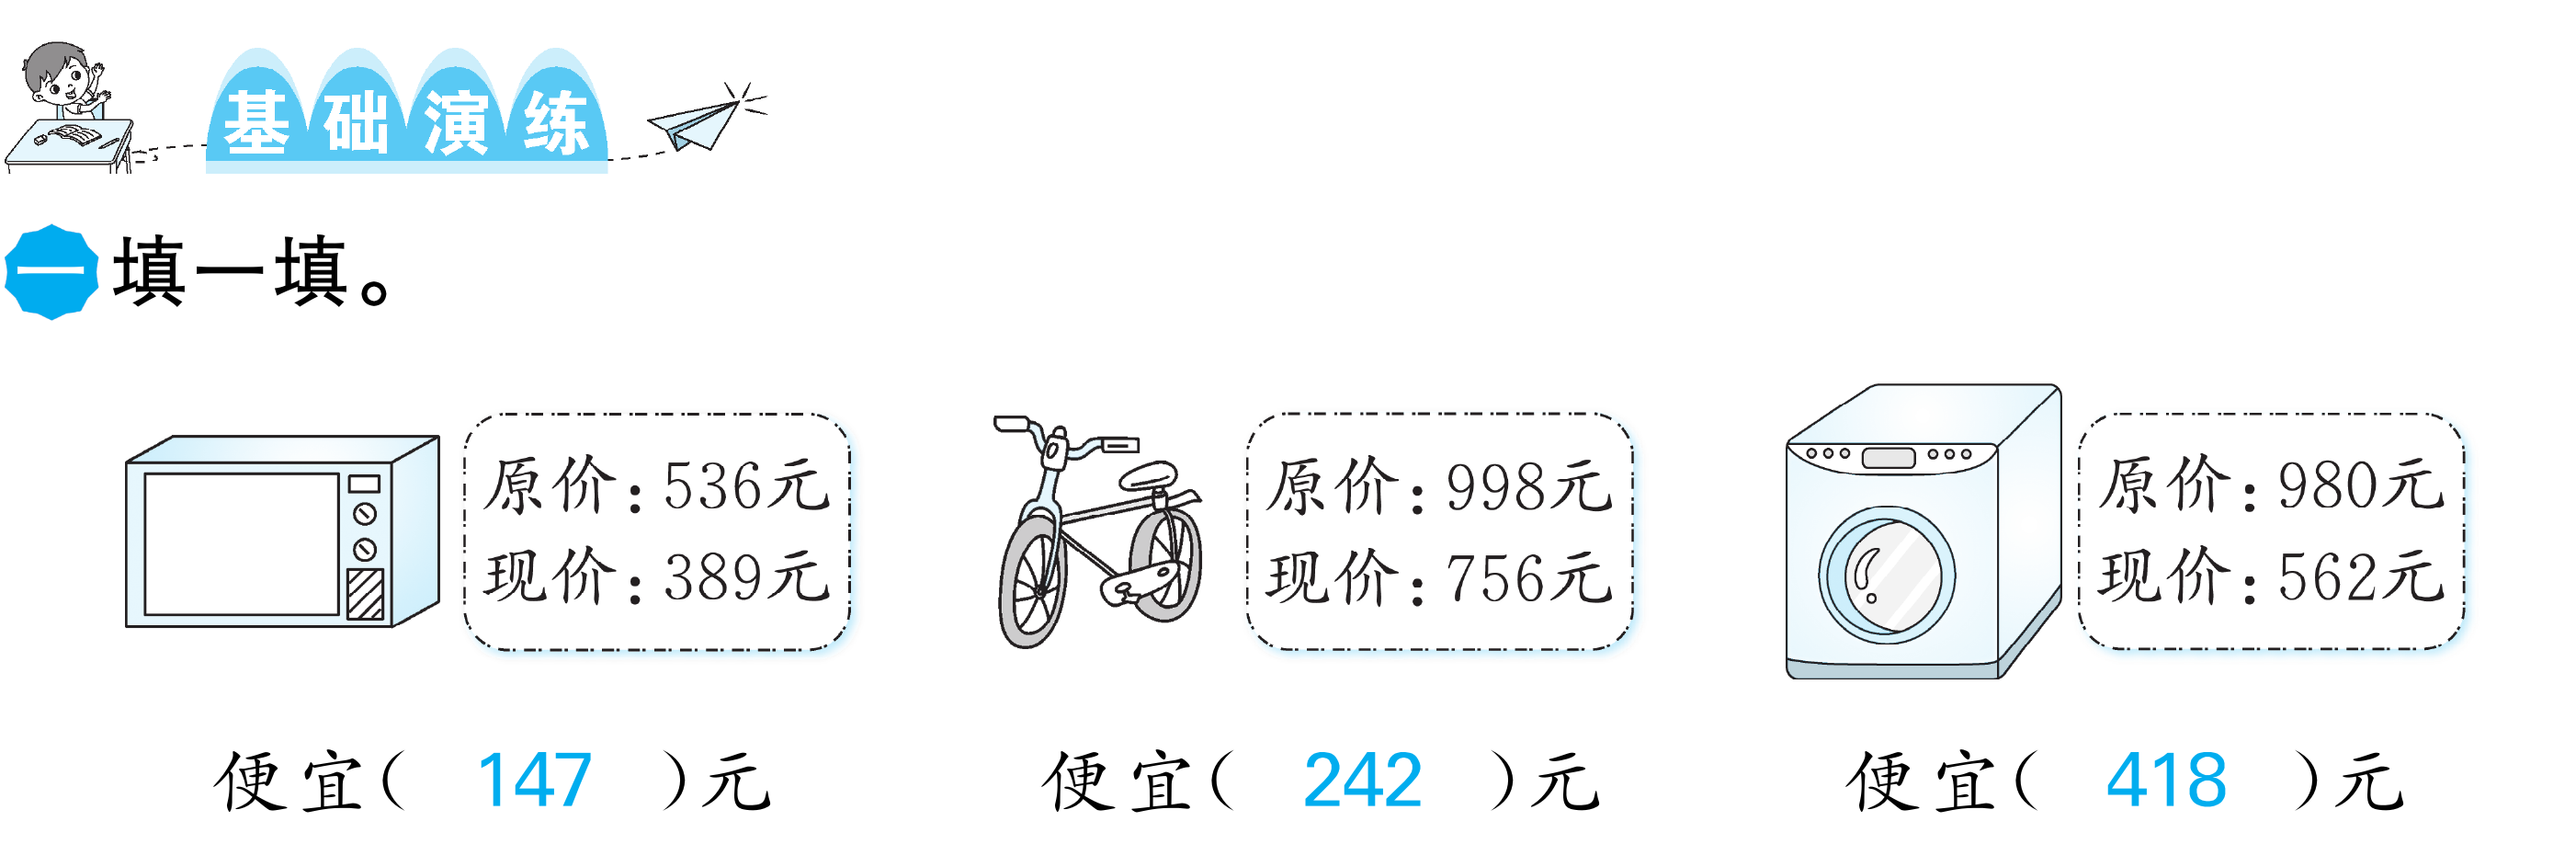 基础演练
一 填一填。
原价:536元
现价:389元
原价:998元
现价:756元
原价:980元
现价:562元
便宜( 147 )元
便宜( 242 )元
便宜( 418 )元